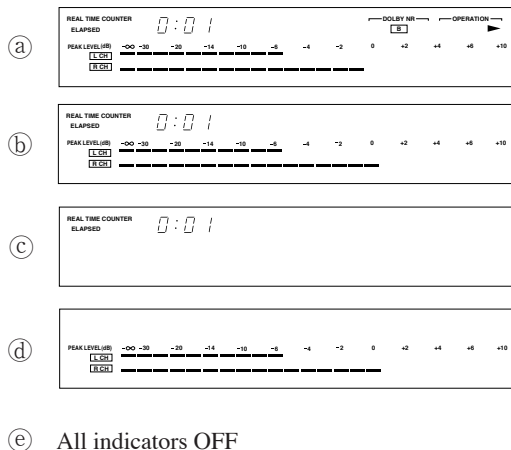 ⓐ
REAL TIME COUNTER
ELAPSED 0:01 DOLBY NR OPERATION
B
PEAK LEVEL(dB) -∞ -30 -20 -14 -10 -6 -4 -2 0 +2 +4 +6 +10
L CH
R CH
ⓑ
REAL TIME COUNTER
ELAPSED 0:01
PEAK LEVEL(dB) -∞ -30 -20 -14 -10 -6 -4 -2 0 +2 +4 +6 +10
L CH
R CH
ⓒ
REAL TIME COUNTER
ELAPSED 0:01
ⓓ
PEAK LEVEL(dB) -∞ -30 -20 -14 -10 -6 -4 -2 0 +2 +4 +6 +10
L CH
R CH
ⓔ All indicators OFF